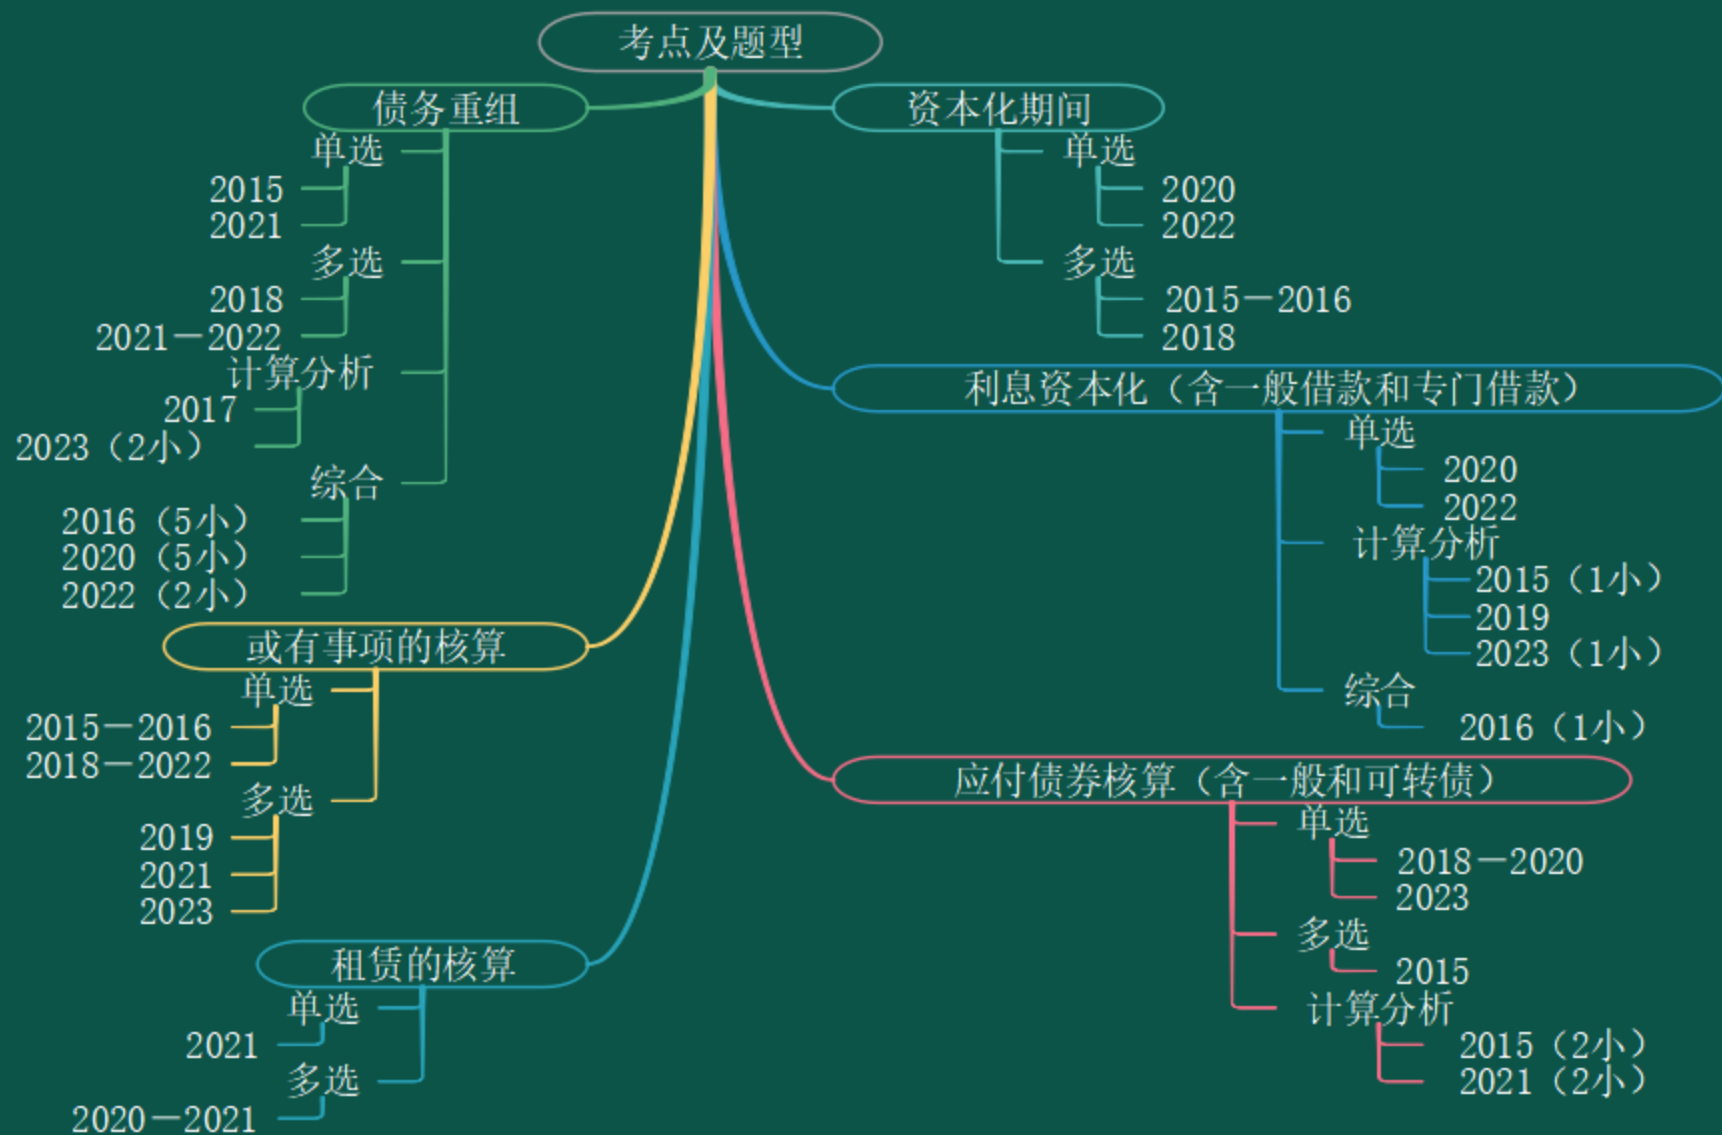 考点及题型
债务重组
单选
2015
2021
多选
2018
2021—2022
计算分析
2017
2023（2小）
综合
2016（5小）
2020（5小）
2022（2小）
或有事项的核算
单选
2015—2016
2018—2022
多选
2019
2021
2023
租赁的核算
单选
2021
多选
2020—2021
资本化期间
单选
2020
2022
多选
2015—2016
2018
利息资本化（含一般借款和专门借款）
单选
2020
2022
计算分析
2015（1小）
2019
2023（1小）
综合
2016（1小）
应付债券核算（含一般和可转债）
单选
2018—2020
2023
多选
2015
计算分析
2015（2小）
2021（2小）